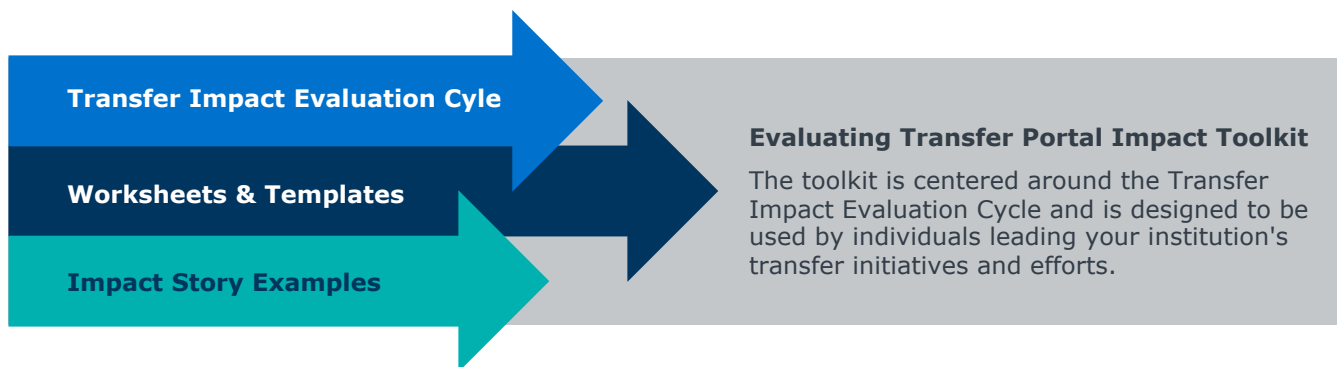 Transfer Impact Evaluation Cyle
Worksheets & Templates
Impact Story Examples
Evaluating Transfer Portal Impact Toolkit
The toolkit is centered around the Transfer
Impact Evaluation Cycle and is designed to be
used by individuals leading your institution's
transfer initiatives and efforts.